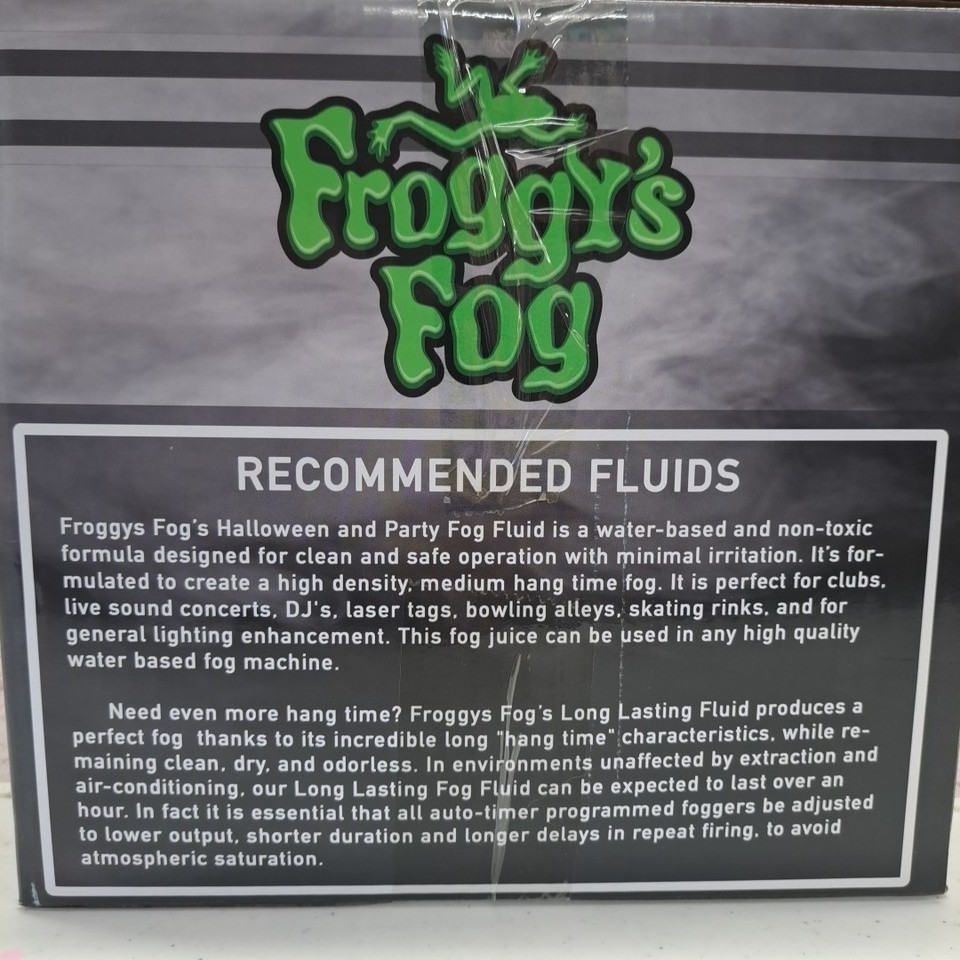 Froggy's
Fog
RECOMMENDED FLUIDS
Froggys Fog's Halloween and Party Fog Fluid is a water-based and non-toxic
formula designed for clean and safe operation with minimal irritation. It's for-
mulated to create a high density, medium hang time fog. It is perfect for clubs,
live sound concerts, DJ's, laser tags, bowling alleys, skating rinks, and for
general lighting enhancement. This fog juice can be used in any high quality
water based fog machine.
Need even more hang time? Froggys Fog's Long Lasting Fluid produces a
perfect fog thanks to its incredible long "hang time" characteristics, while re-
maining clean, dry, and odorless. In environments unaffected by extraction and
air-conditioning, our Long Lasting Fog Fluid can be expected to last over an
hour. In fact it is essential that all auto-timer programmed foggers be adjusted
to lower output, shorter duration and longer delays in repeat firing, to avoid
atmospheric saturation.